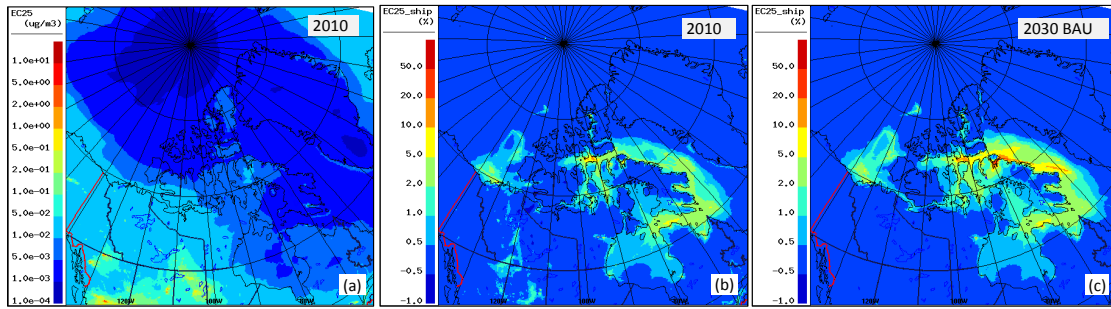 EC25
(ug/m3)
2010
1.0e+01
5.0e+00
2.0e+00
1.0e+00
5.0e-01
2.0e-01
1.0e-01
5.0e-02
1.0e-02
5.0e-03
1.0e-03
1.0e-04
120W
100W
80W
(a)
EC25_ship
(%)
2010
50.0
20.0
10.0
5.0
2.0
1.0
0.5
-0.5
-1.0
120W
100W
80W
(b)
EC25_ship
(%)
2030 BAU
50.0
20.0
10.0
5.0
2.0
1.0
0.5
-0.5
-1.0
120W
100W
80W
(c)